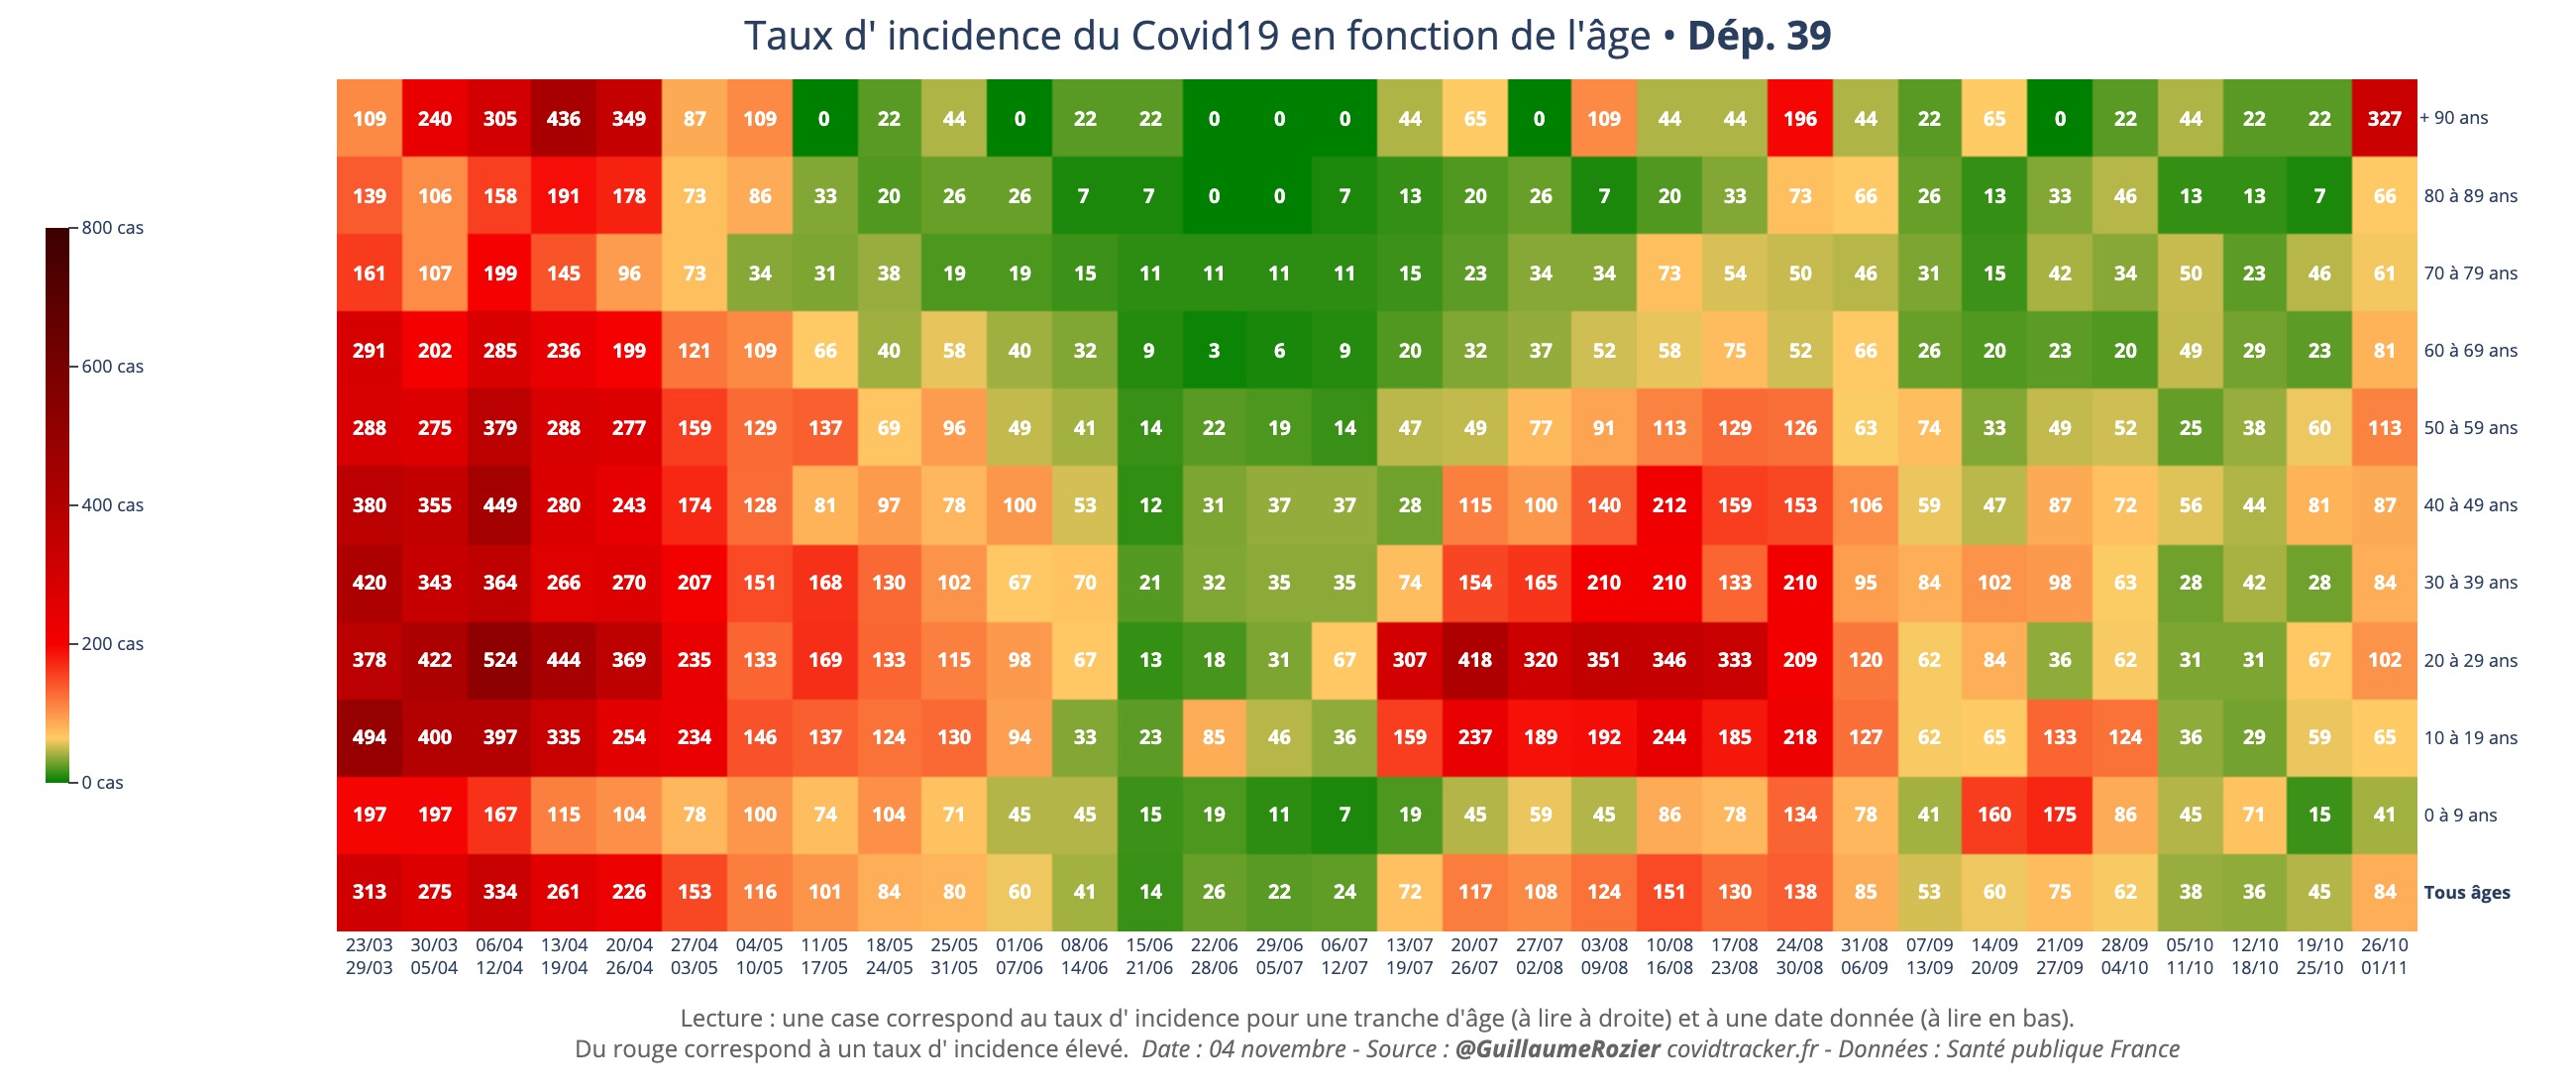 Taux d' incidence du Covid19 en fonction de l'âge • Dép. 39
800 cas
600 cas
400 cas
200 cas
0 cas
109 240 305 436 349 87 109 0 22 44 0 22 22 0 0 0 44 65 0 109 44 44 196 44 22 65 0 22 44 22 22 327 + 90 ans
139 106 158 191 178 73 86 33 20 26 26 7 7 0 0 7 13 20 26 7 20 33 73 66 26 13 33 46 13 13 7 66 80 à 89 ans
161 107 199 145 96 73 34 31 38 19 19 15 11 11 11 11 15 23 34 34 73 54 50 46 31 15 42 34 50 23 46 61 70 à 79 ans
291 202 285 236 199 121 109 66 40 58 40 32 9 3 6 9 20 32 37 52 58 75 52 66 26 20 23 20 49 29 23 81 60 à 69 ans
288 275 379 288 277 159 129 137 69 96 49 41 14 22 19 14 47 49 77 91 113 129 126 63 74 33 49 52 25 38 60 113 50 à 59 ans
380 355 449 280 243 174 128 81 97 78 100 53 12 31 37 37 28 115 100 140 212 159 153 106 59 47 87 72 56 44 81 87 40 à 49 ans
420 343 364 266 270 207 151 168 130 102 67 70 21 32 35 35 74 154 165 210 210 133 210 95 84 102 98 63 28 42 28 84 30 à 39 ans
378 422 524 444 369 235 133 169 133 115 98 67 13 18 31 67 307 418 320 351 346 333 209 120 62 84 36 62 31 31 67 102 20 à 29 ans
494 400 397 335 254 234 146 137 124 130 94 33 23 85 46 36 159 237 189 192 244 185 218 127 62 65 133 124 36 29 59 65 10 à 19 ans
197 197 167 115 104 78 100 74 104 71 45 45 15 19 11 7 19 45 59 45 86 78 134 78 41 160 175 86 45 71 15 41 0 à 9 ans
313 275 334 261 226 153 116 101 84 80 60 41 14 26 22 24 72 117 108 124 151 130 138 85 53 60 75 62 38 36 45 84 Tous âges
23/03 30/03 06/04 13/04 20/04 27/04 04/05 11/05 18/05 25/05 01/06 08/06 15/06 22/06 29/06 06/07 13/07 20/07 27/07 03/08 10/08 17/08 24/08 31/08 07/09 14/09 21/09 28/09 05/10 12/10 19/10 26/10
29/03 05/04 12/04 19/04 26/04 03/05 10/05 17/05 24/05 31/05 07/06 14/06 21/06 28/06 05/07 12/07 19/07 26/07 02/08 09/08 16/08 23/08 30/08 06/09 13/09 20/09 27/09 04/10 11/10 18/10 25/10 01/11
Lecture : une case correspond au taux d' incidence pour une tranche d'âge (à lire à droite) et à une date donnée (à lire en bas).
Du rouge correspond à un taux d' incidence élevé. Date : 04 novembre - Source : @GuillaumeRozier covidtracker.fr - Données : Santé publique France